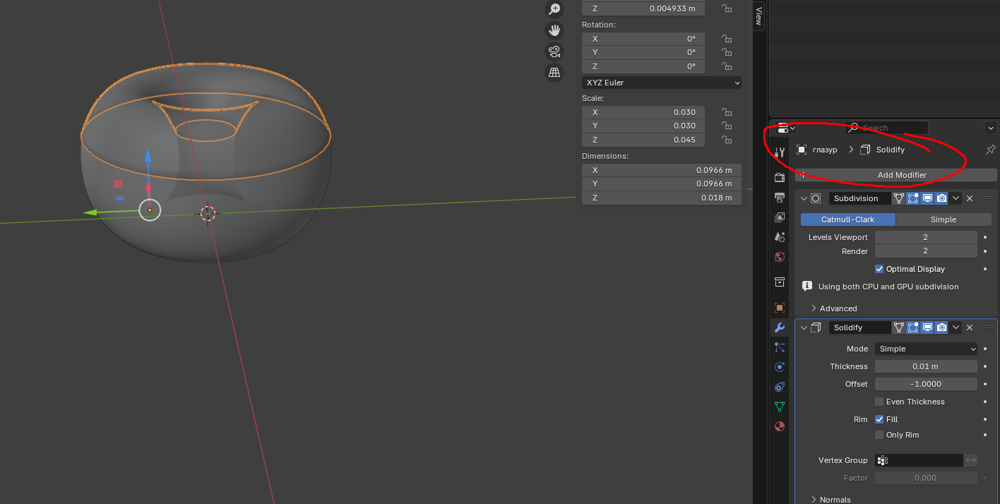 Z 0.004933 m
View
Rotation:
X 0°
Y 0°
Z 0°
XYZ Euler
Scale:
X 0.030
Y 0.030
Z 0.045
Dimensions:
X 0.0966 m
Y 0.0966 m
Z 0.018 m
Search
глазур > Solidify
+ Add Modifier
Subdivision
Catmull-Clark Simple
Levels Viewport 2
Render 2
Optimal Display
Using both CPU and GPU subdivision
Advanced
Solidify
Mode Simple
Thickness 0.01 m
Offset -1.0000
Even Thickness
Rim Fill
Only Rim
Vertex Group
Factor 0.000
Normals